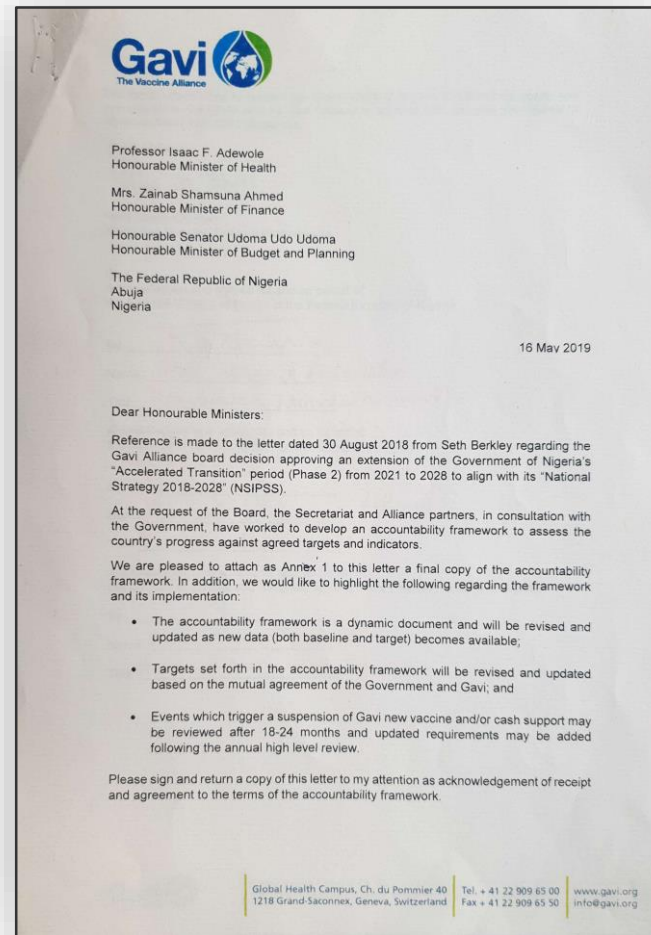 Gavi
The Vaccine Alliance
Professor Isaac F. Adewole
Honourable Minister of Health
Mrs. Zainab Shamsuna Ahmed
Honourable Minister of Finance
Honourable Senator Udoma Udo Udoma
Honourable Minister of Budget and Planning
The Federal Republic of Nigeria
Abuja
Nigeria
16 May 2019
Dear Honourable Ministers:
Reference is made to the letter dated 30 August 2018 from Seth Berkley regarding the
Gavi Alliance board decision approving an extension of the Government of Nigeria's
"Accelerated Transition" period (Phase 2) from 2021 to 2028 to align with its "National
Strategy 2018-2028" (NSIPSS).
At the request of the Board, the Secretariat and Alliance partners, in consultation with
the Government, have worked to develop an accountability framework to assess the
country's progress against agreed targets and indicators.
We are pleased to attach as Annex 1 to this letter a final copy of the accountability
framework. In addition, we would like to highlight the following regarding the framework
and its implementation:
• The accountability framework is a dynamic document and will be revised and
updated as new data (both baseline and target) becomes available;
• Targets set forth in the accountability framework will be revised and updated
based on the mutual agreement of the Government and Gavi; and
• Events which trigger a suspension of Gavi new vaccine and/or cash support may
be reviewed after 18-24 months and updated requirements may be added
following the annual high level review.
Please sign and return a copy of this letter to my attention as acknowledgement of receipt
and agreement to the terms of the accountability framework.
Global Health Campus, Ch. du Pommier 40
1218 Grand-Saconnex, Geneva, Switzerland
Tel. + 41 22 909 65 00
Fax + 41 22 909 65 50
www.gavi.org
info@gavi.org